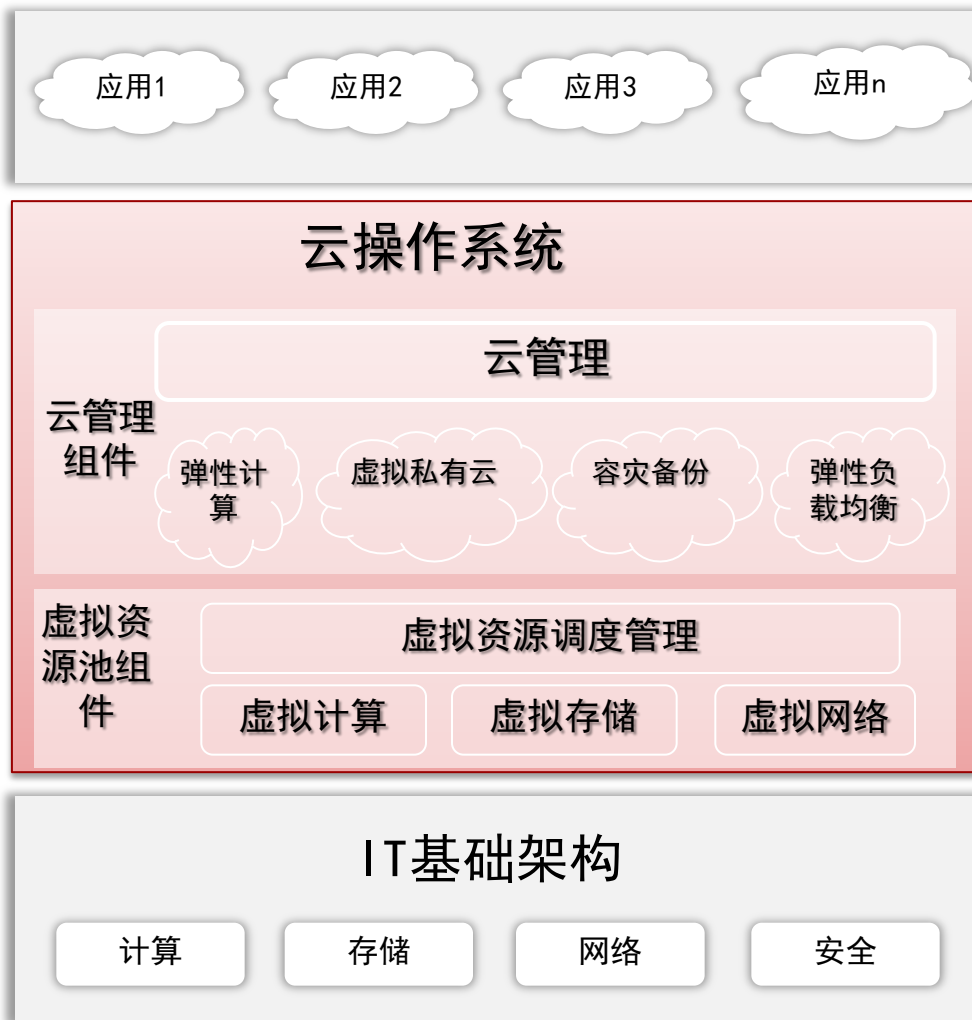 应用1
应用2
应用3
应用n
云操作系统
云管理
云管理
组件
弹性计
算
虚拟私有云
容灾备份
弹性负
载均衡
虚拟资
源池组
件
虚拟资源调度管理
虚拟计算
虚拟存储
虚拟网络
IT基础架构
计算
存储
网络
安全